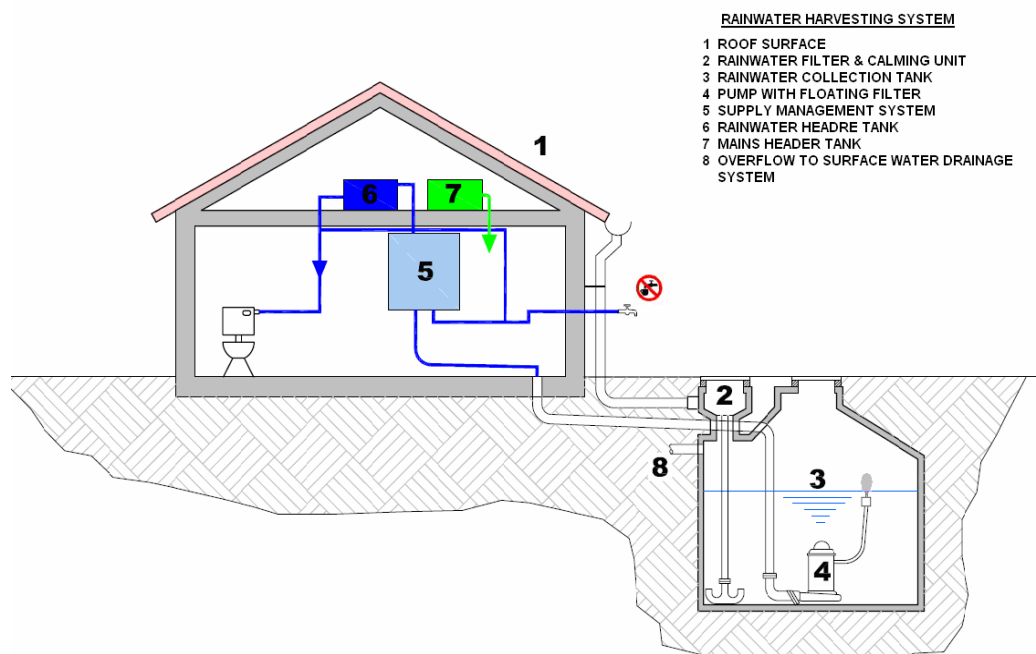 RAINWATER HARVESTING SYSTEM
1 ROOF SURFACE
2 RAINWATER FILTER & CALMING UNIT
3 RAINWATER COLLECTION TANK
4 PUMP WITH FLOATING FILTER
5 SUPPLY MANAGEMENT SYSTEM
6 RAINWATER HEADRE TANK
7 MAINS HEADER TANK
8 OVERFLOW TO SURFACE WATER DRAINAGE
SYSTEM
1
6
7
5
2
8
3
4